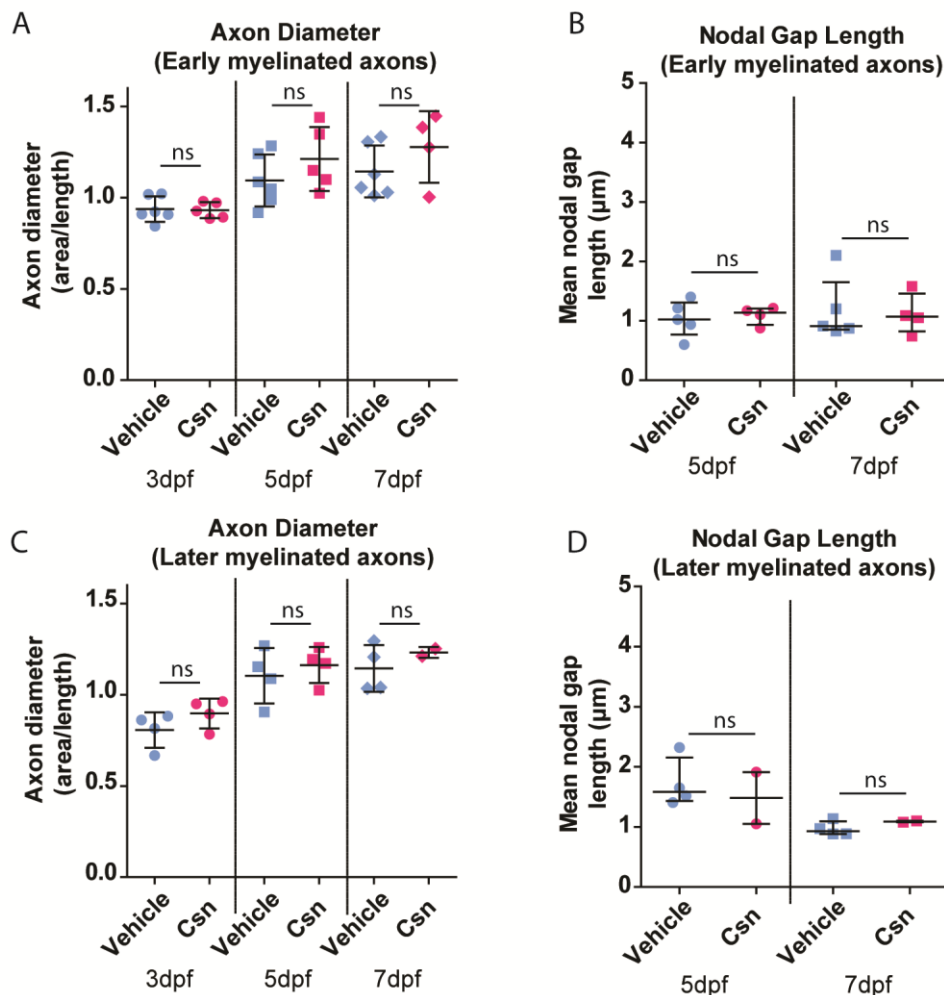 A
Axon Diameter
(Early myelinated axons)
Axon diameter
(area/length)
1.5
1.0
0.5
0.0
ns
ns
ns
Vehicle
Csn
Vehicle
Csn
Vehicle
Csn
3dpf
5dpf
7dpf
B
Nodal Gap Length
(Early myelinated axons)
Mean nodal gap
length (µm)
5
4
3
2
1
0
ns
ns
Vehicle
Csn
Vehicle
Csn
5dpf
7dpf
C
Axon Diameter
(Later myelinated axons)
Axon diameter
(area/length)
1.5
1.0
0.5
0.0
ns
ns
ns
Vehicle
Csn
Vehicle
Csn
Vehicle
Csn
3dpf
5dpf
7dpf
D
Nodal Gap Length
(Later myelinated axons)
Mean nodal gap
length (µm)
5
4
3
2
1
0
ns
ns
Vehicle
Csn
Vehicle
Csn
5dpf
7dpf